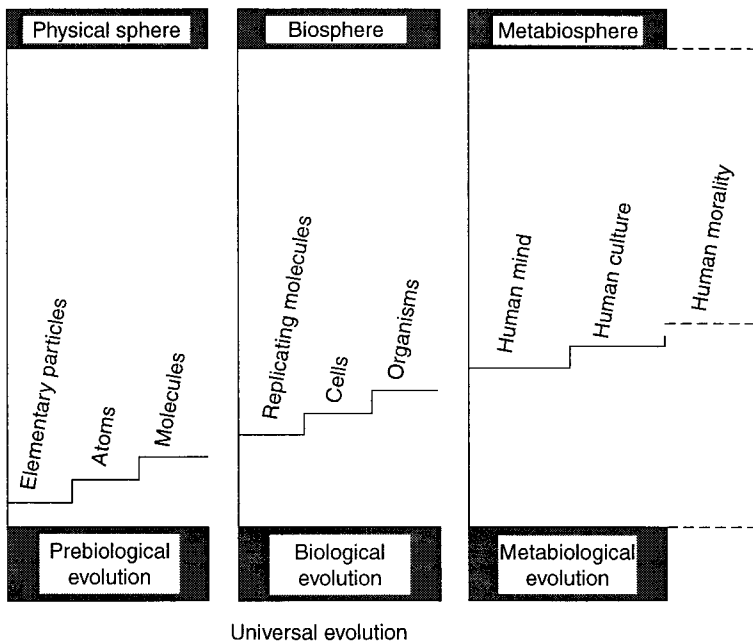 Physical sphere
Biosphere
Metabiosphere
Elementary particles
Atoms
Molecules
Replicating molecules
Cells
Organisms
Human mind
Human culture
Human morality
Prebiological
evolution
Biological
evolution
Metabiological
evolution
Universal evolution